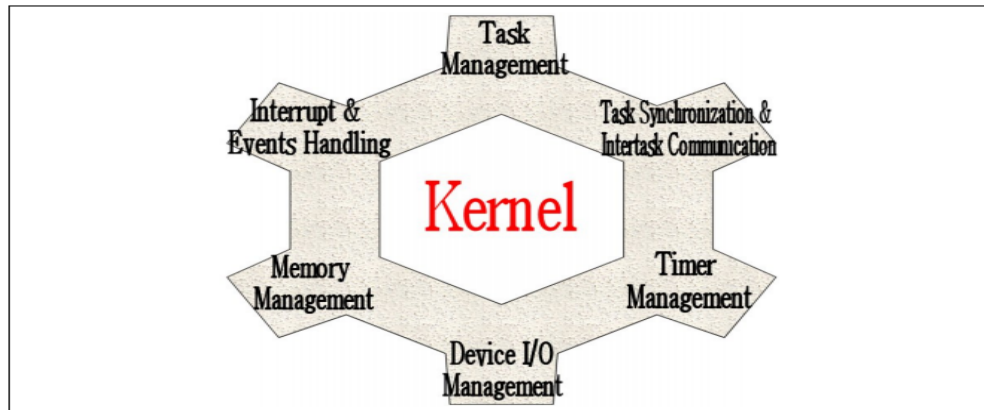 Task
Management
Interrupt &
Events Handling
Task Synchronization &
Intertask Communication
Kernel
Memory
Management
Timer
Management
Device I/O
Management